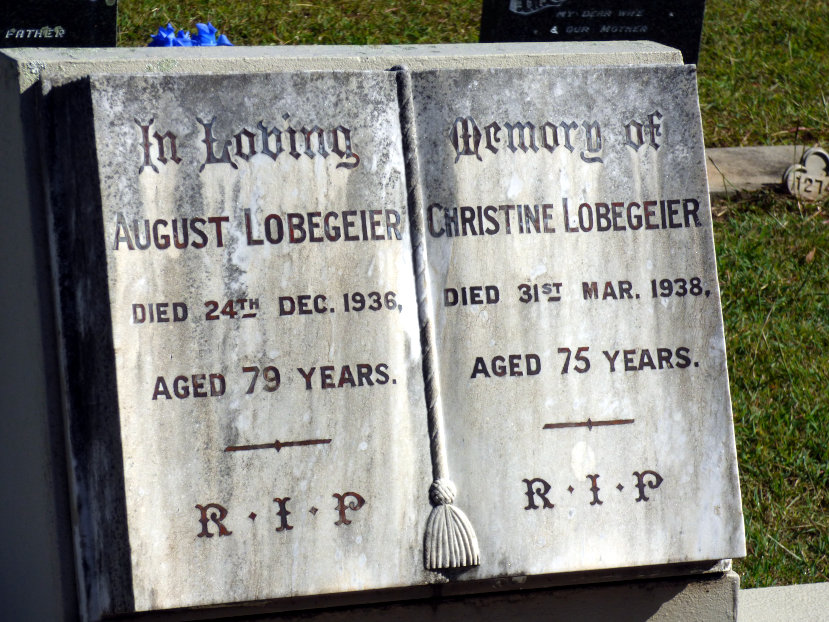 FATHER
MY DEAR WIFE
& OUR MOTHER
In Loving
AUGUST LOBEGEIER
DIED 24TH DEC. 1936,
AGED 79 YEARS.
R·I·P
Memory of
CHRISTINE LOBEGEIER
DIED 31ST MAR. 1938,
AGED 75 YEARS.
R·I·P
127